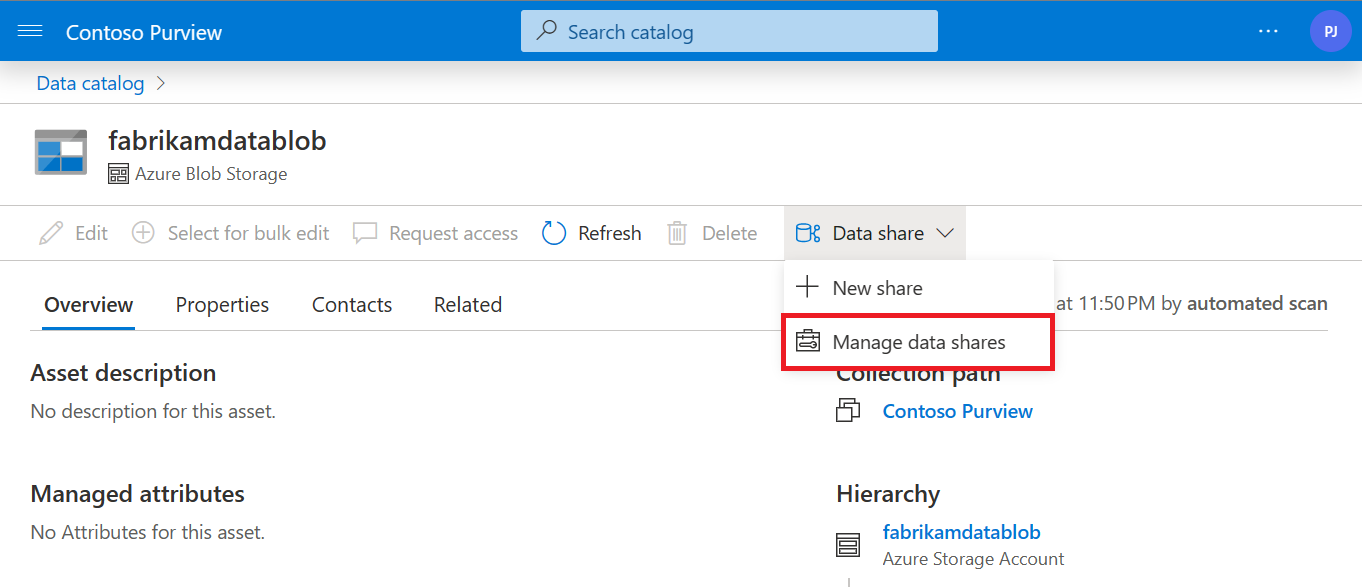 Contoso Purview
Search catalog
...
PJ
Data catalog >
fabrikamdatablob
Azure Blob Storage
Edit
Select for bulk edit
Request access
Refresh
Delete
Data share
New share
Manage data shares
Overview
Properties
Contacts
Related
at 11:50 PM by automated scan
Asset description
No description for this asset.
Collection path
Contoso Purview
Managed attributes
No Attributes for this asset.
Hierarchy
fabrikamdatablob
Azure Storage Account